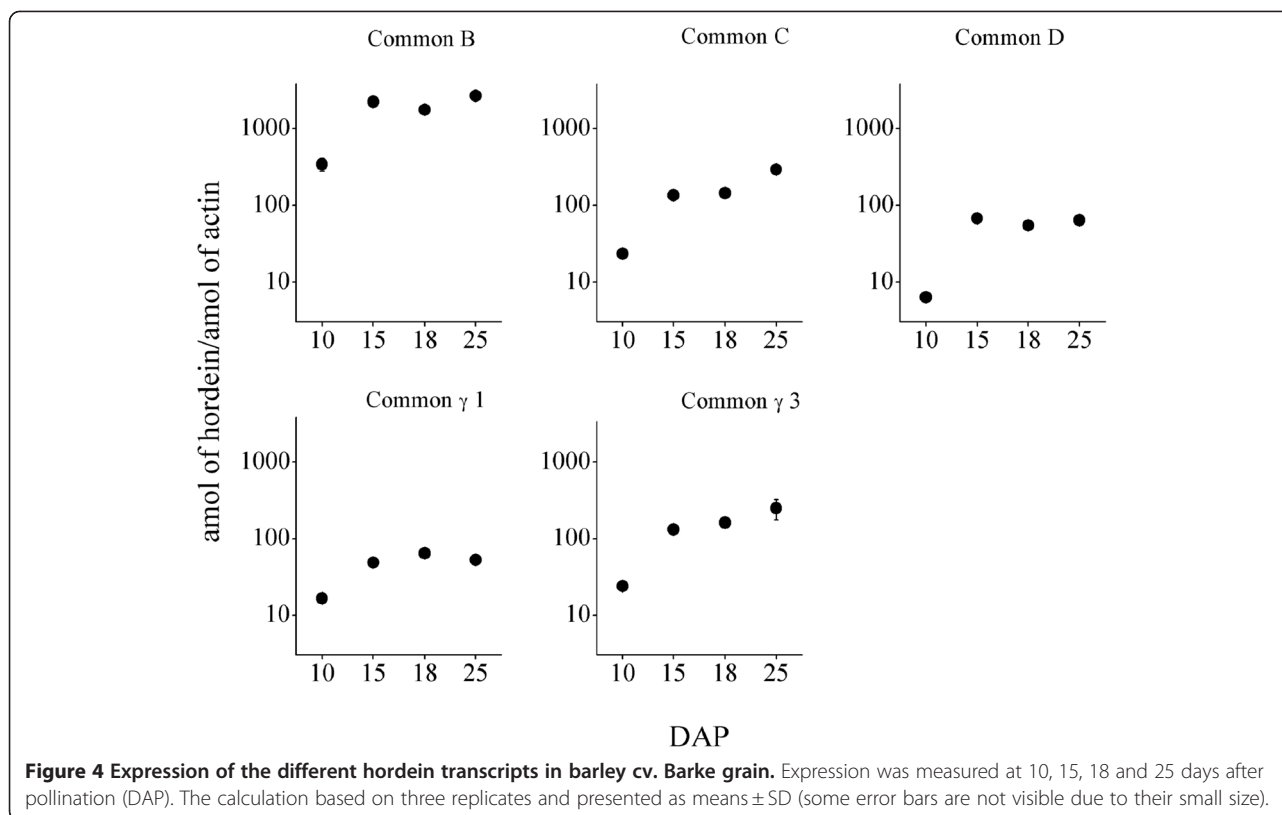 Common B
Common C
Common D
1000
100
10
10 15 18 25
1000
100
10
10 15 18 25
1000
100
10
10 15 18 25
amol of hordein/amol of actin
Common γ 1
Common γ 3
1000
100
10
10 15 18 25
1000
100
10
10 15 18 25
DAP
Figure 4 Expression of the different hordein transcripts in barley cv. Barke grain. Expression was measured at 10, 15, 18 and 25 days after
pollination (DAP). The calculation based on three replicates and presented as means ± SD (some error bars are not visible due to their small size).